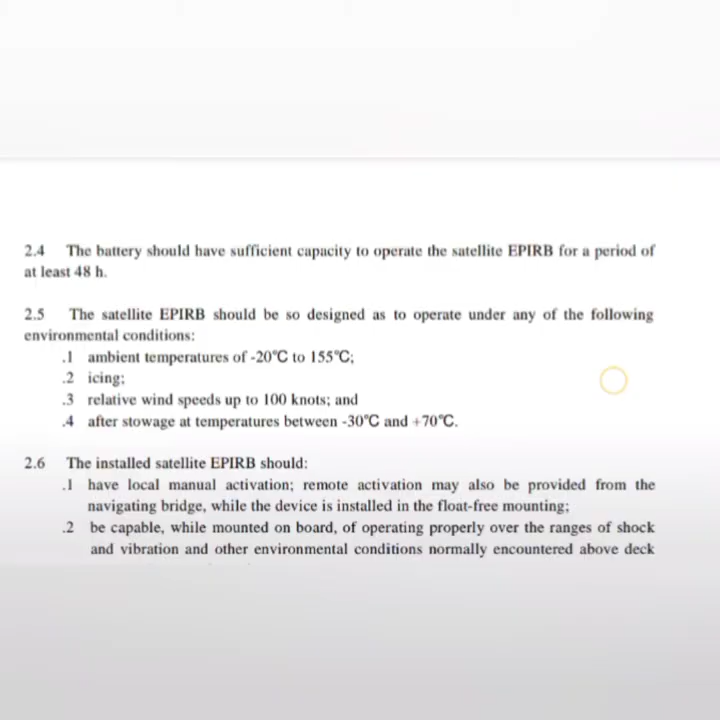 2.4 The battery should have sufficient capacity to operate the satellite EPIRB for a period of
at least 48 h.
2.5 The satellite EPIRB should be so designed as to operate under any of the following
environmental conditions:
.1 ambient temperatures of -20°C to 155°C;
.2 icing;
.3 relative wind speeds up to 100 knots; and
.4 after stowage at temperatures between -30°C and +70°C.
2.6 The installed satellite EPIRB should:
.1 have local manual activation; remote activation may also be provided from the
navigating bridge, while the device is installed in the float-free mounting;
.2 be capable, while mounted on board, of operating properly over the ranges of shock
and vibration and other environmental conditions normally encountered above deck